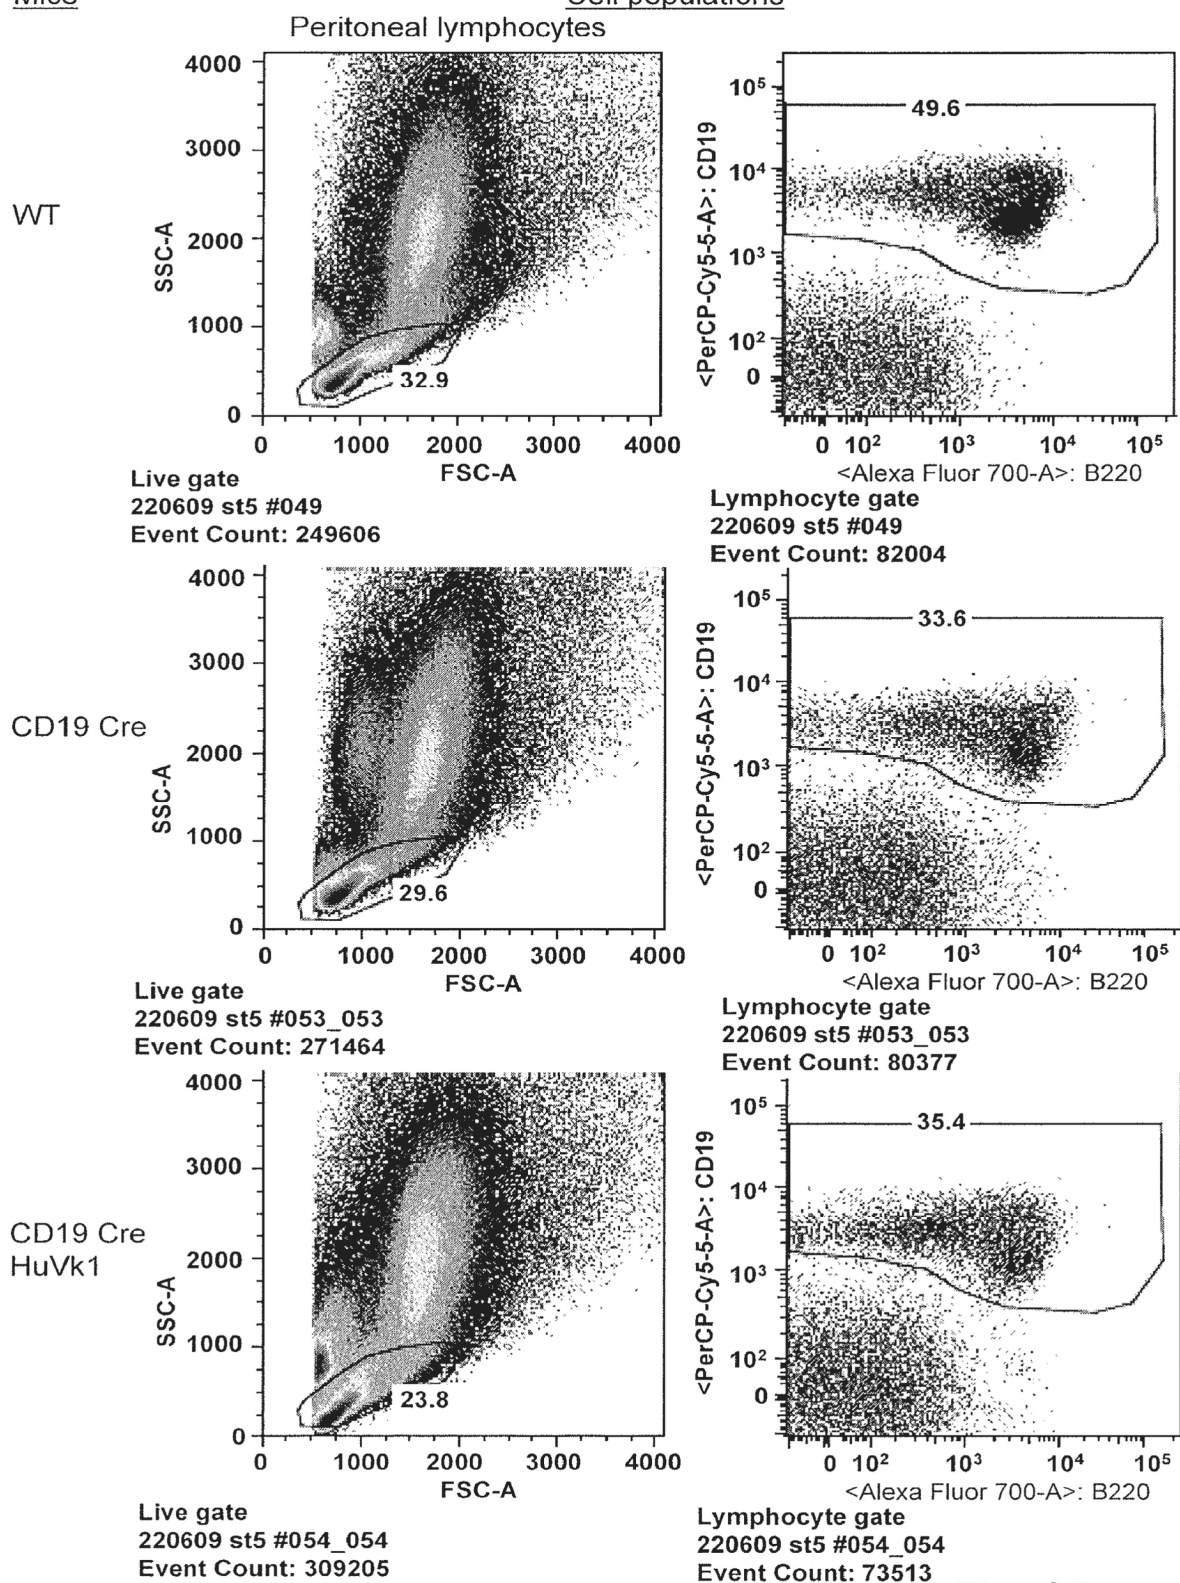 Mice
Cell populations
Peritoneal lymphocytes
WT
4000
3000
2000
1000
0
SSC-A
32.9
0 1000 2000 3000 4000
FSC-A
Live gate
220609 st5 #049
Event Count: 249606
<PerCP-Cy5-5-A>: CD19
10⁵
10⁴
10³
10²
0
49.6
0 10² 10³ 10⁴ 10⁵
<Alexa Fluor 700-A>: B220
Lymphocyte gate
220609 st5 #049
Event Count: 82004
CD19 Cre
4000
3000
2000
1000
0
SSC-A
29.6
0 1000 2000 3000 4000
FSC-A
Live gate
220609 st5 #053_053
Event Count: 271464
<PerCP-Cy5-5-A>: CD19
10⁵
10⁴
10³
10²
0
33.6
0 10² 10³ 10⁴ 10⁵
<Alexa Fluor 700-A>: B220
Lymphocyte gate
220609 st5 #053_053
Event Count: 80377
CD19 Cre
HuVk1
4000
3000
2000
1000
0
SSC-A
23.8
0 1000 2000 3000 4000
FSC-A
Live gate
220609 st5 #054_054
Event Count: 309205
<PerCP-Cy5-5-A>: CD19
10⁵
10⁴
10³
10²
0
35.4
0 10² 10³ 10⁴ 10⁵
<Alexa Fluor 700-A>: B220
Lymphocyte gate
220609 st5 #054_054
Event Count: 73513